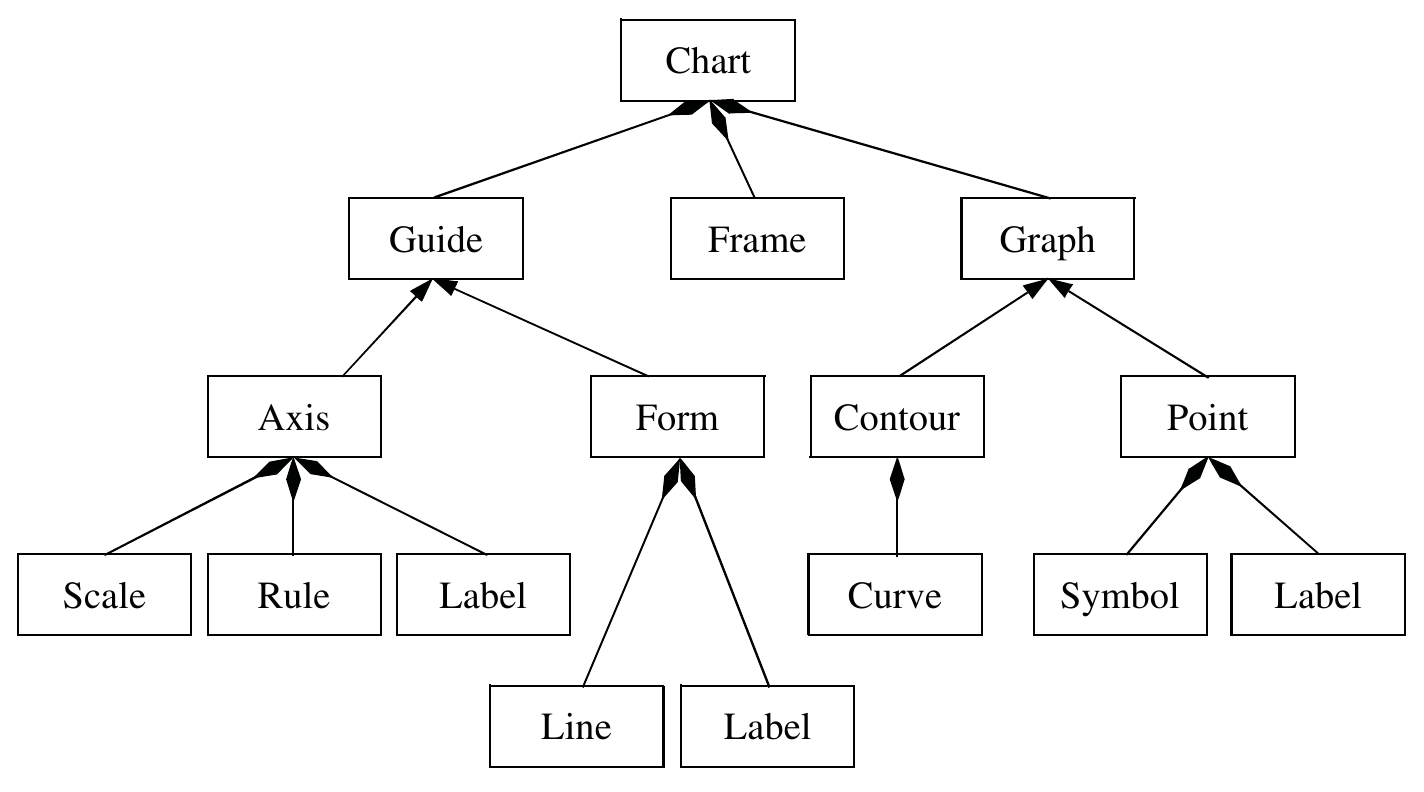 Chart
Guide
Frame
Graph
Axis
Form
Contour
Point
Scale
Rule
Label
Curve
Symbol
Label
Line
Label